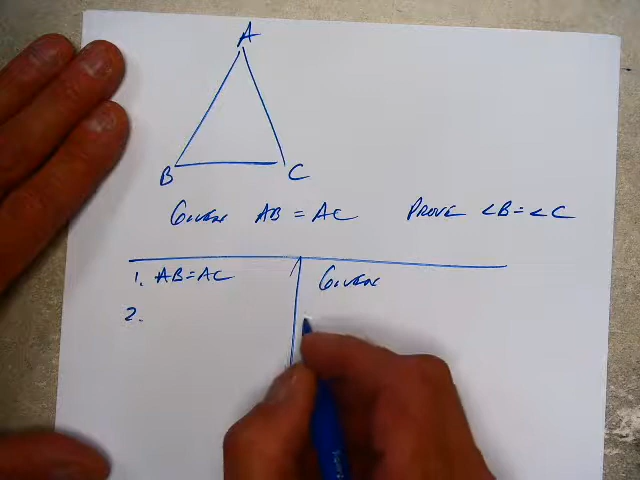 A
B C
GIVEN AB = AC PROVE <B = <C
1. AB = AC GIVEN
2.